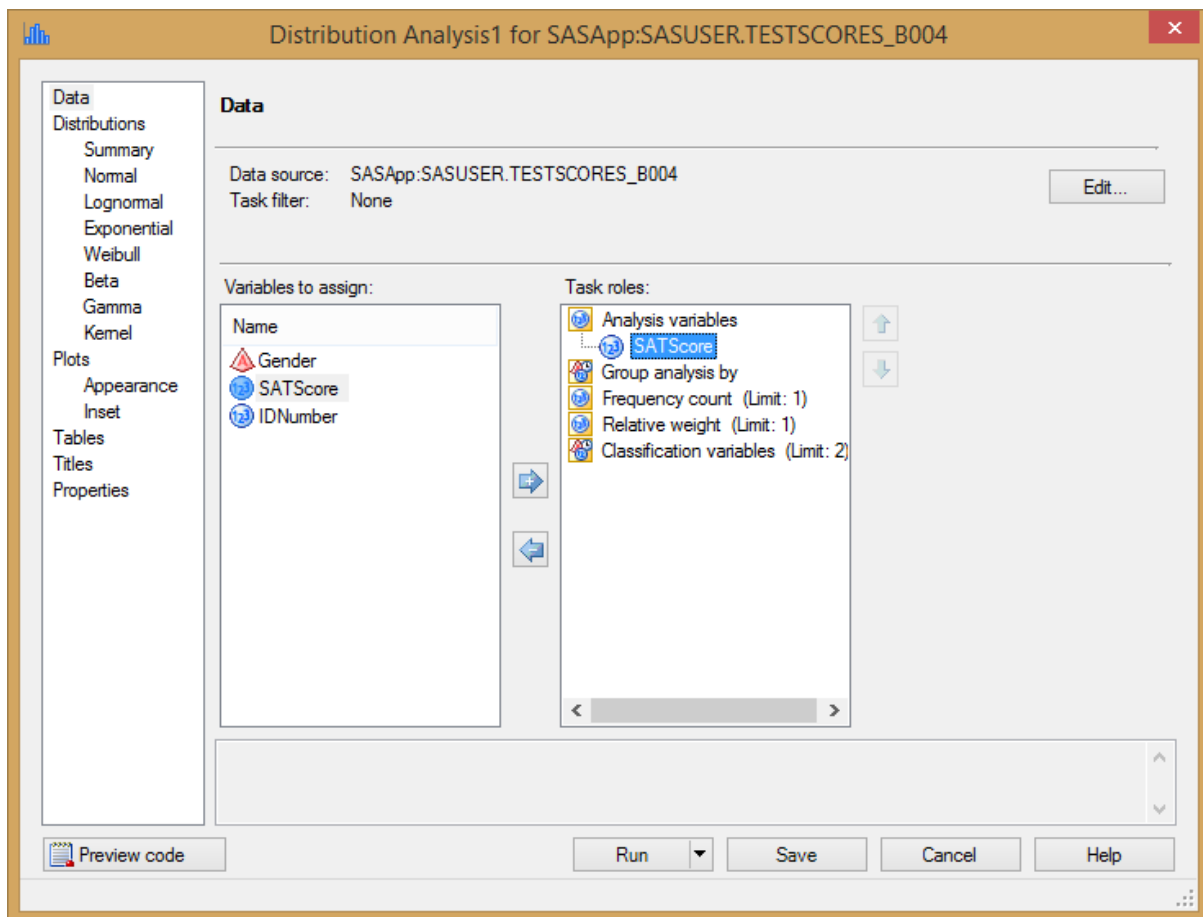 Distribution Analysis1 for SASApp:SASUSER.TESTSCORES_B004
Data
Distributions
Summary
Normal
Lognormal
Exponential
Weibull
Beta
Gamma
Kernel
Plots
Appearance
Inset
Tables
Titles
Properties
Data
Data source: SASApp:SASUSER.TESTSCORES_B004
Task filter: None
Edit...
Variables to assign:
Name
Gender
SATScore
IDNumber
Task roles:
Analysis variables
SATScore
Group analysis by
Frequency count (Limit: 1)
Relative weight (Limit: 1)
Classification variables (Limit: 2)
Preview code
Run
Save
Cancel
Help